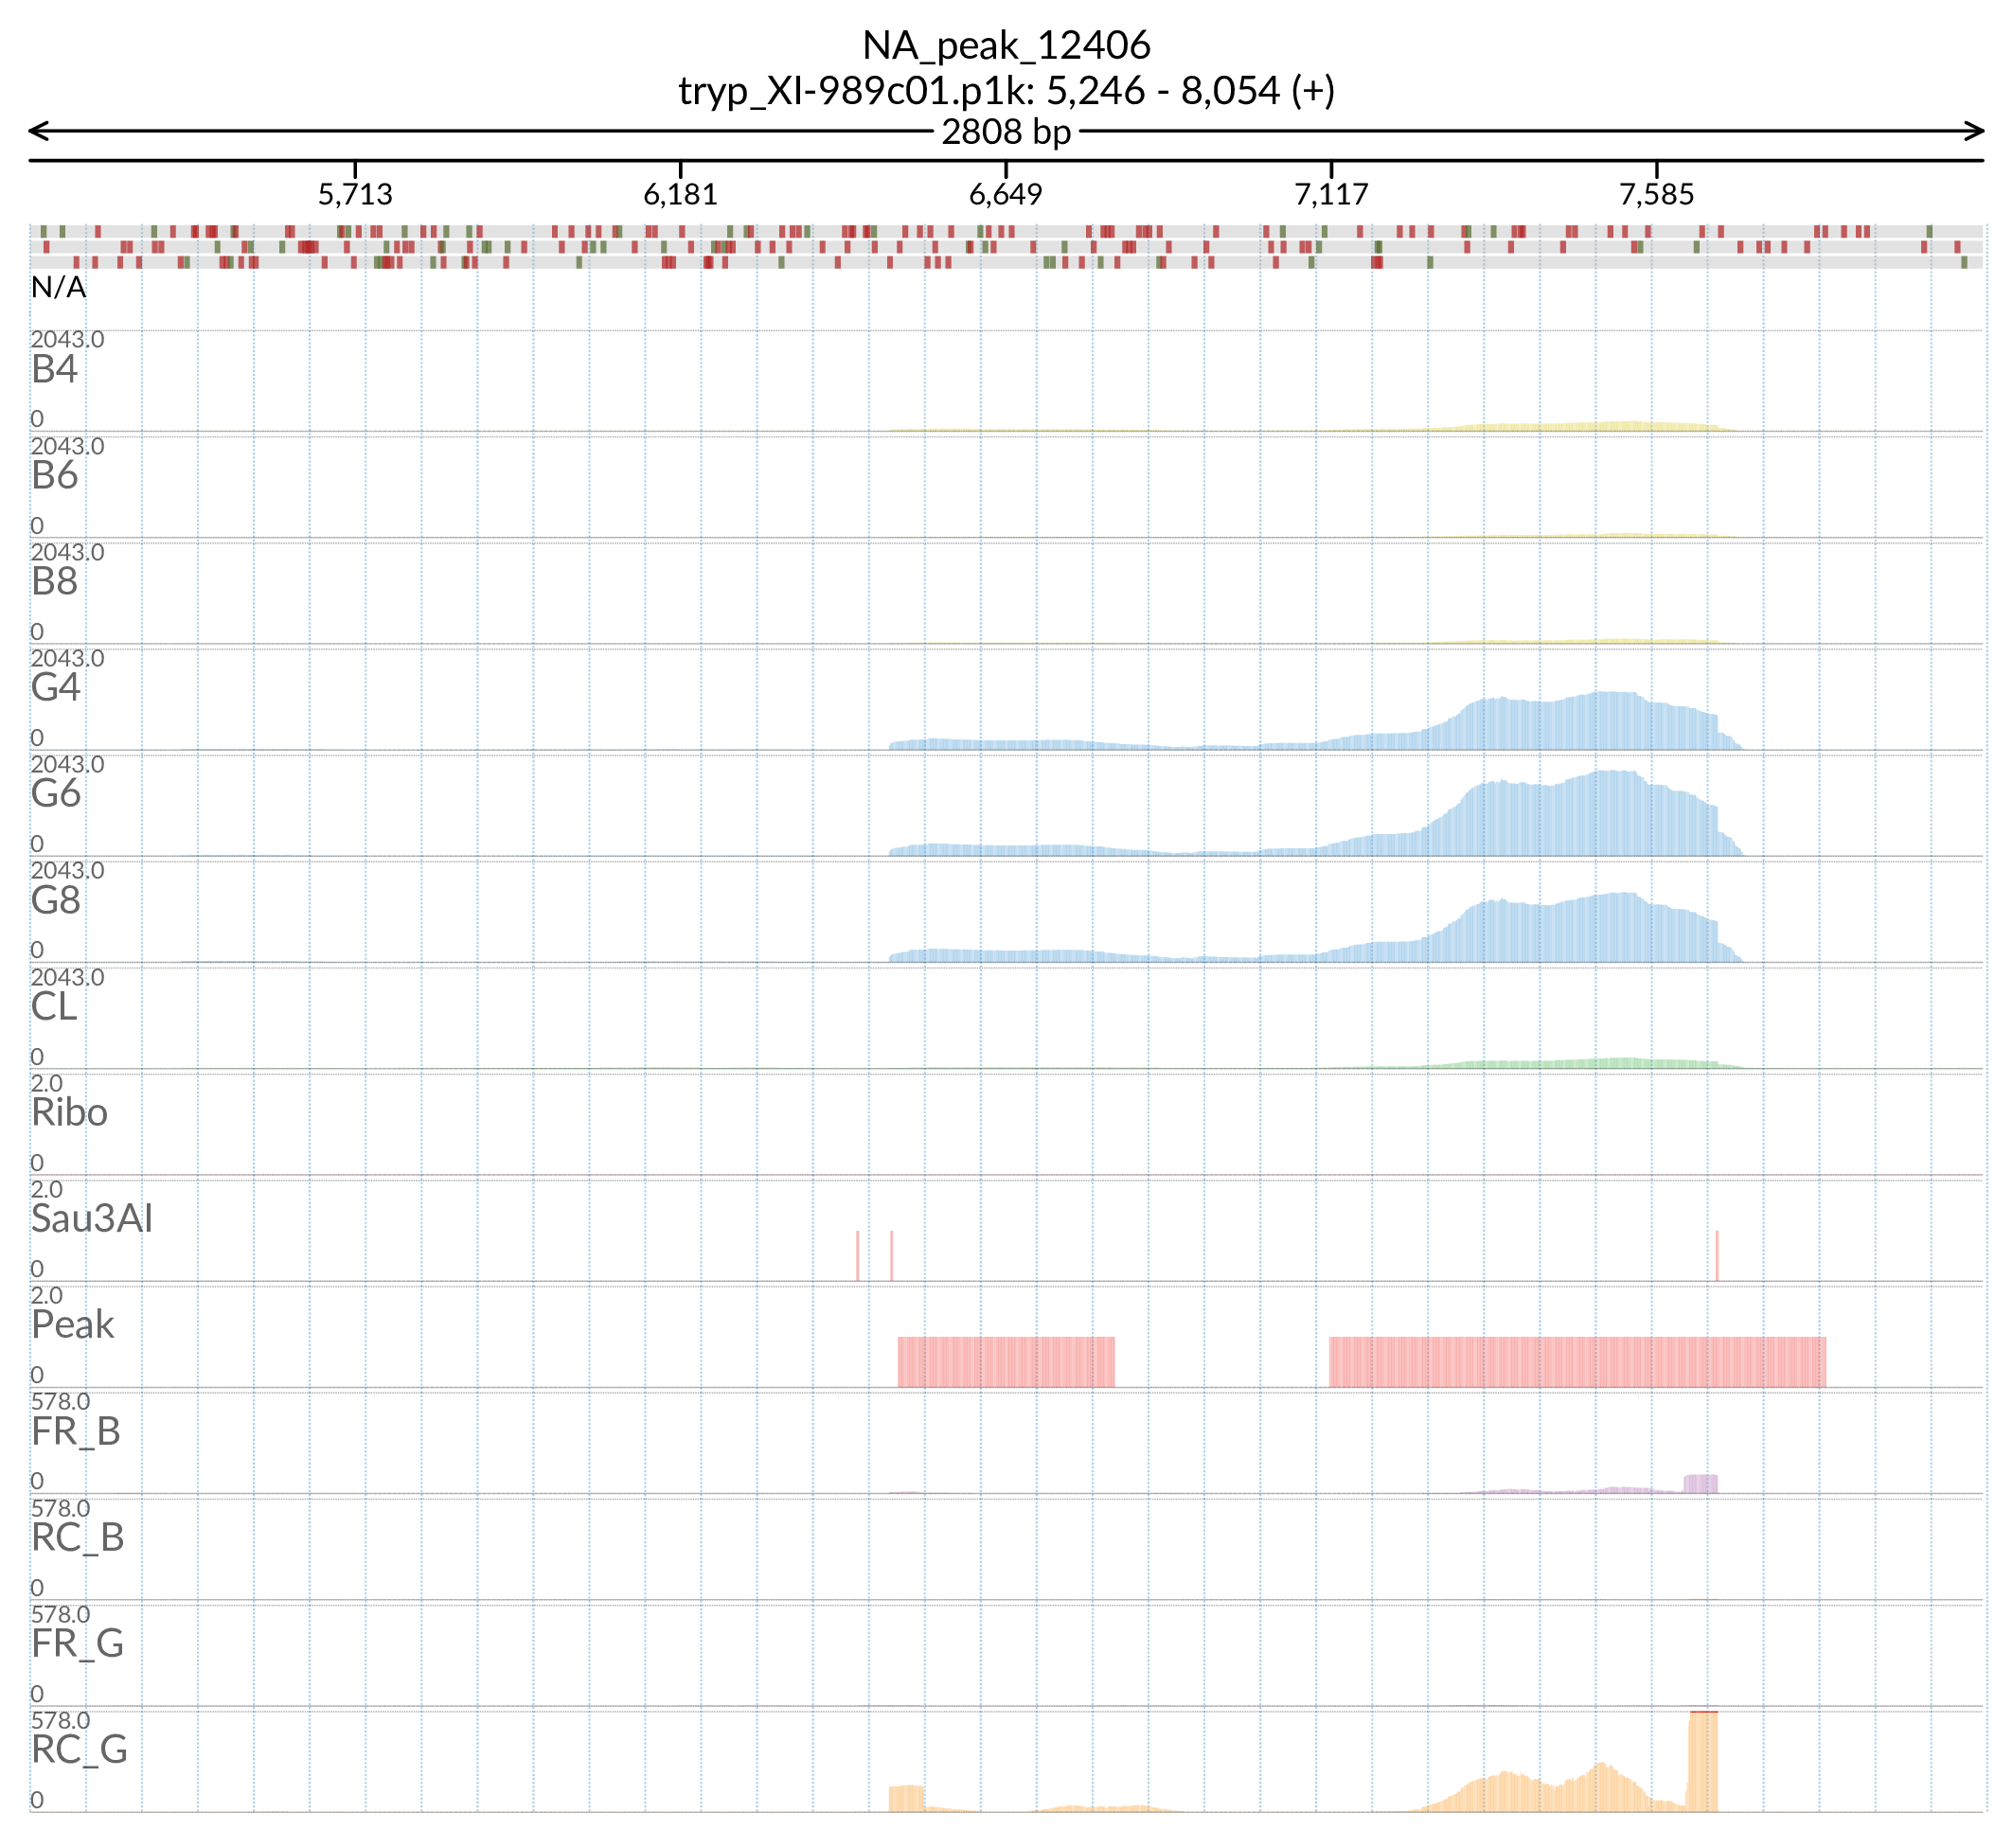 NA_peak_12406
tryp_XI-989c01.p1k: 5,246 - 8,054 (+)
2808 bp
5,713 6,181 6,649 7,117 7,585
N/A
2043.0
B4
0
2043.0
B6
0
2043.0
B8
0
2043.0
G4
0
2043.0
G6
0
2043.0
G8
0
2043.0
CL
0
2.0
Ribo
0
2.0
Sau3AI
0
2.0
Peak
0
578.0
FR_B
0
578.0
RC_B
0
578.0
FR_G
0
578.0
RC_G
0